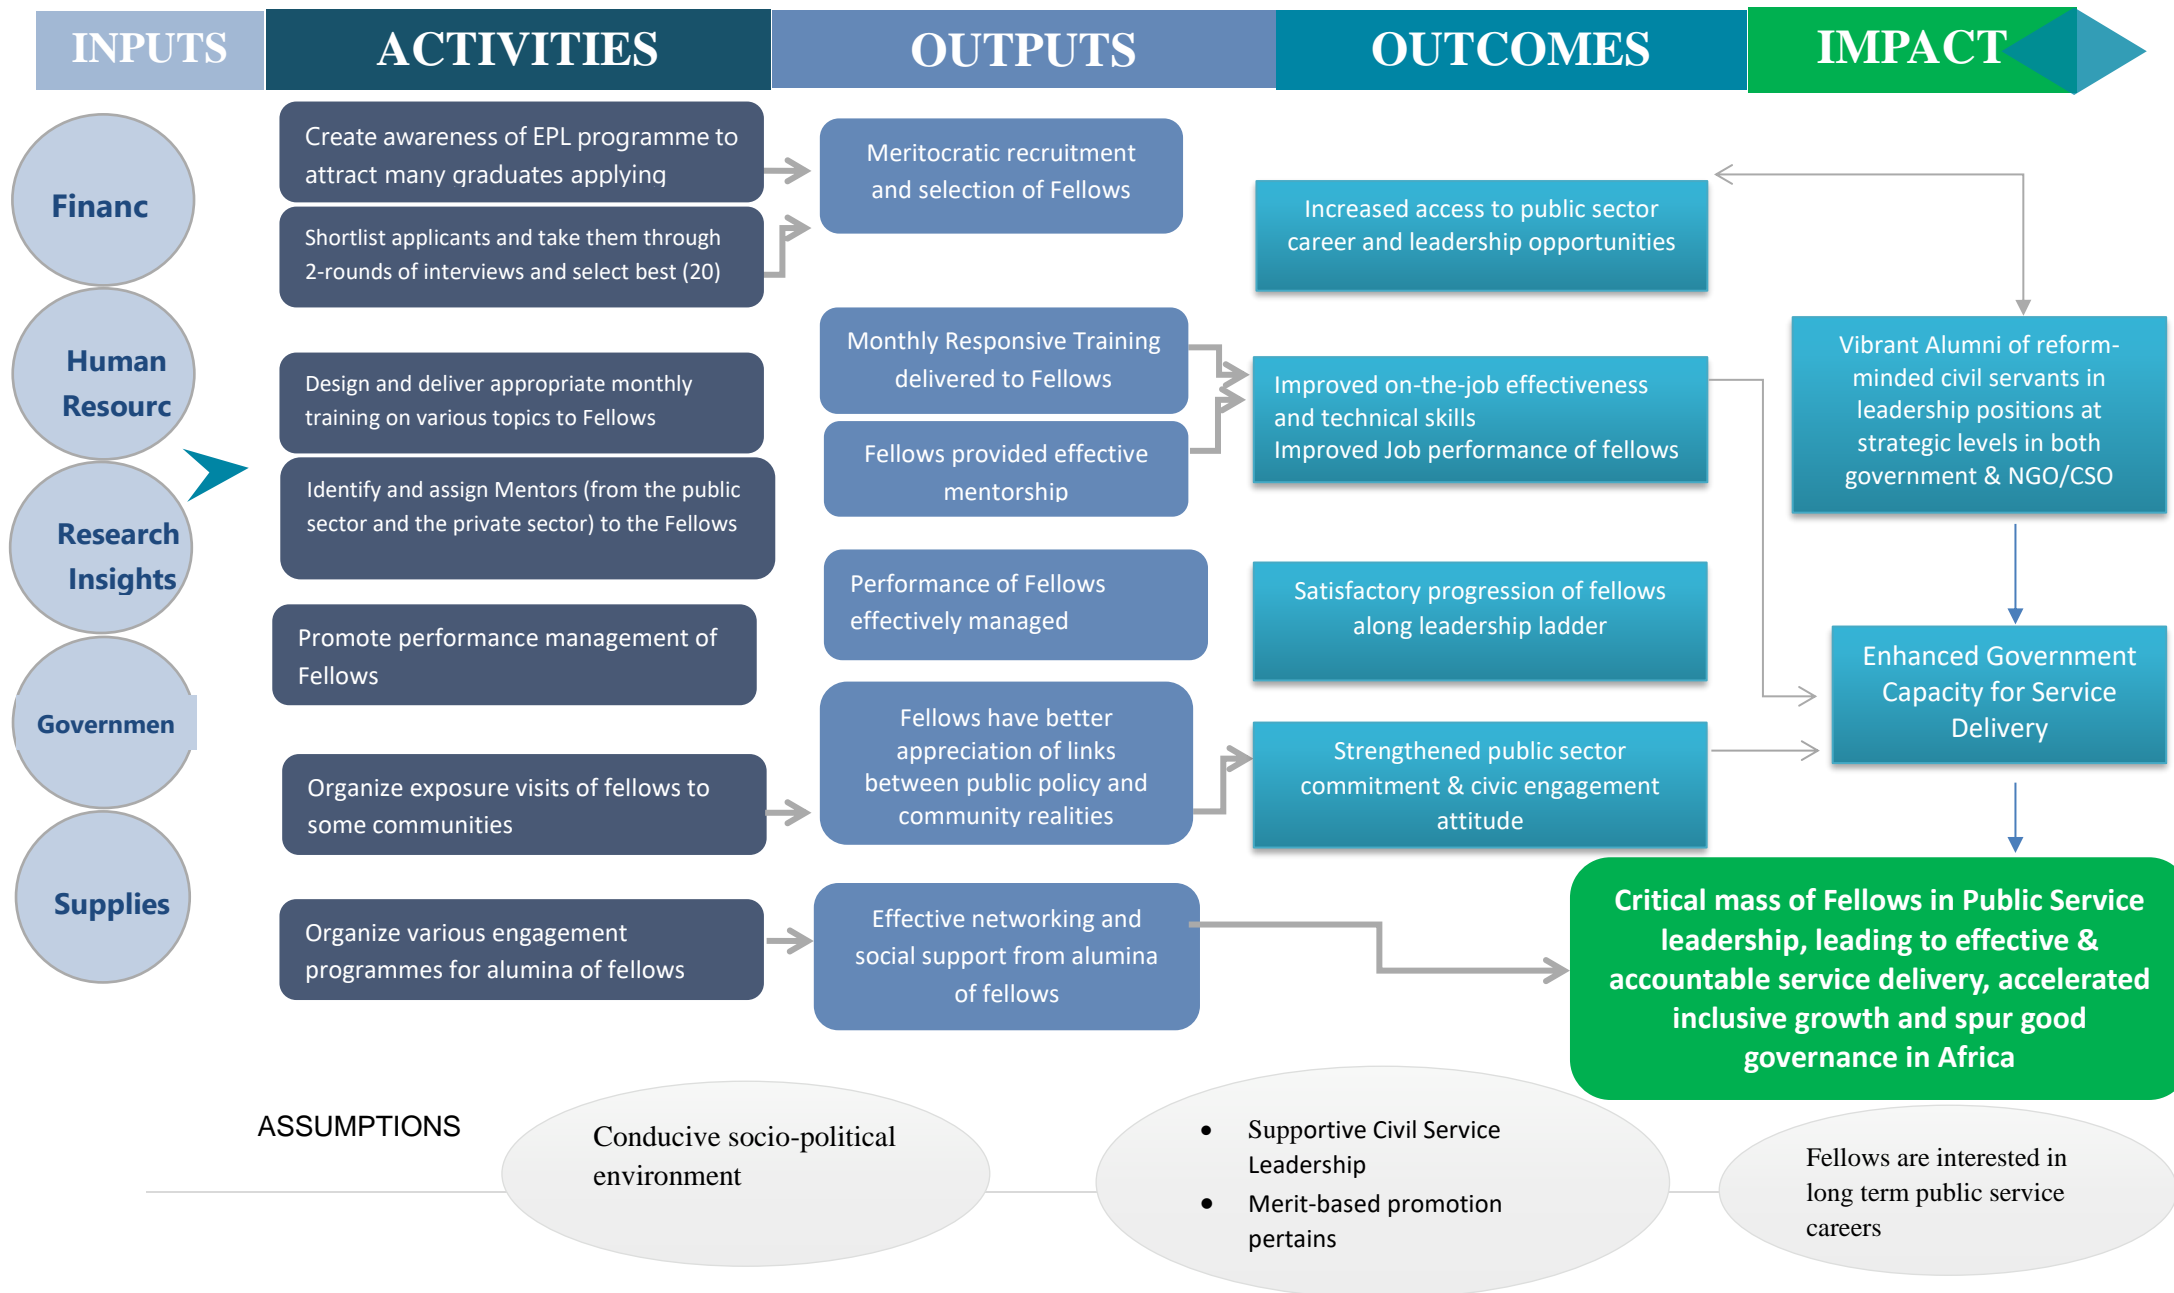 INPUTS
ACTIVITIES
OUTPUTS
OUTCOMES
IMPACT
Financ
Human
Resourc
Research
Insights
Governmen
Supplies
Create awareness of EPL programme to
attract many graduates applying
Shortlist applicants and take them through
2-rounds of interviews and select best (20)
Design and deliver appropriate monthly
training on various topics to Fellows
Identify and assign Mentors (from the public
sector and the private sector) to the Fellows
Promote performance management of
Fellows
Organize exposure visits of fellows to
some communities
Organize various engagement
programmes for alumina of fellows
Meritocratic recruitment
and selection of Fellows
Monthly Responsive Training
delivered to Fellows
Fellows provided effective
mentorship
Performance of Fellows
effectively managed
Fellows have better
appreciation of links
between public policy and
community realities
Effective networking and
social support from alumina
of fellows
Increased access to public sector
career and leadership opportunities
Improved on-the-job effectiveness
and technical skills
Improved Job performance of fellows
Satisfactory progression of fellows
along leadership ladder
Strengthened public sector
commitment & civic engagement
attitude
Vibrant Alumni of reform-
minded civil servants in
leadership positions at
strategic levels in both
government & NGO/CSO
Enhanced Government
Capacity for Service
Delivery
Critical mass of Fellows in Public Service
leadership, leading to effective &
accountable service delivery, accelerated
inclusive growth and spur good
governance in Africa
ASSUMPTIONS
Conducive socio-political
environment
• Supportive Civil Service
Leadership
• Merit-based promotion
pertains
Fellows are interested in
long term public service
careers